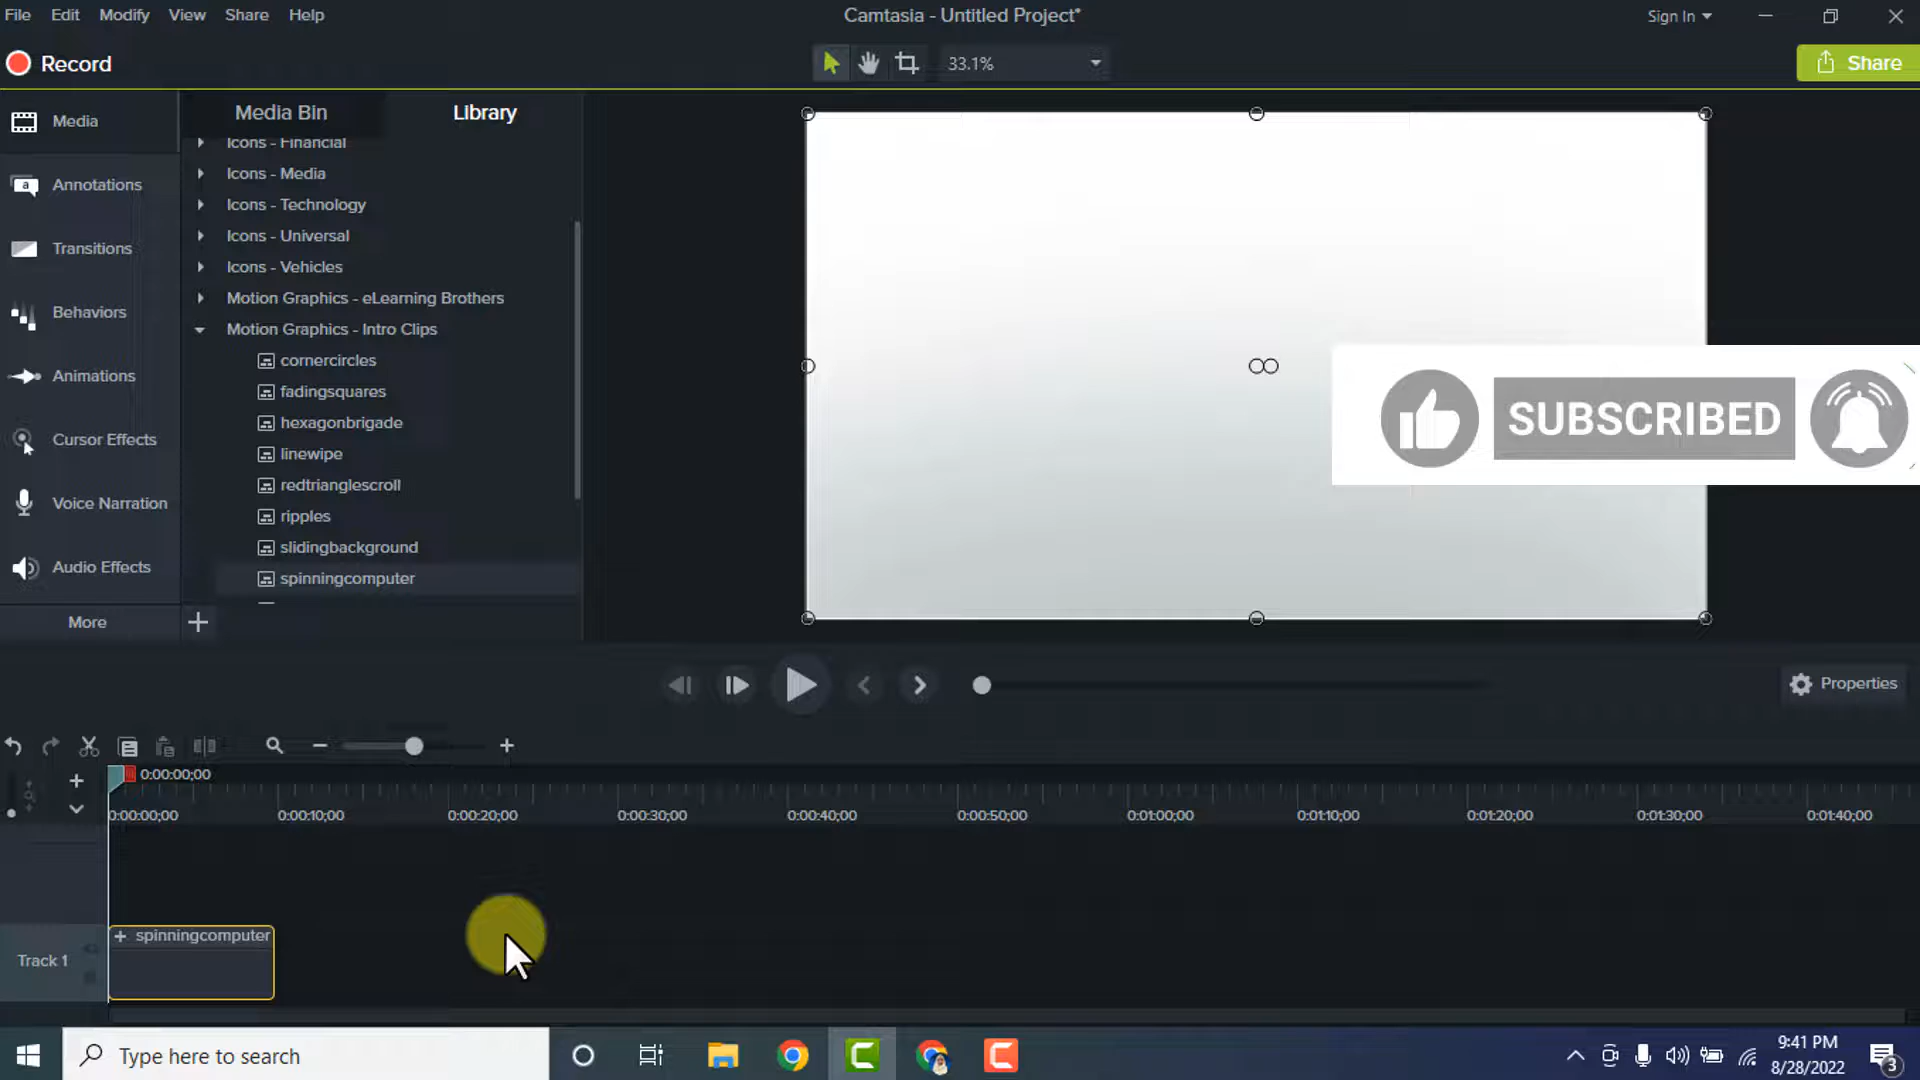 File Edit Modify View Share Help
Camtasia - Untitled Project*
Sign In
Record
33.1%
Share
Media
Annotations
Transitions
Behaviors
Animations
Cursor Effects
Voice Narration
Audio Effects
More
Media Bin
Library
Icons - Financial
Icons - Media
Icons - Technology
Icons - Universal
Icons - Vehicles
Motion Graphics - eLearning Brothers
Motion Graphics - Intro Clips
cornercircles
fadingsquares
hexagonbrigade
linewipe
redtrianglescroll
ripples
slidingbackground
spinningcomputer
SUBSCRIBED
Properties
0:00:00;00
0:00:00;00 0:00:10;00 0:00:20;00 0:00:30;00 0:00:40;00 0:00:50;00 0:01:00;00 0:01:10;00 0:01:20;00 0:01:30;00 0:01:40;00
Track 1
+ spinningcomputer
Type here to search
9:41 PM
8/28/2022
3